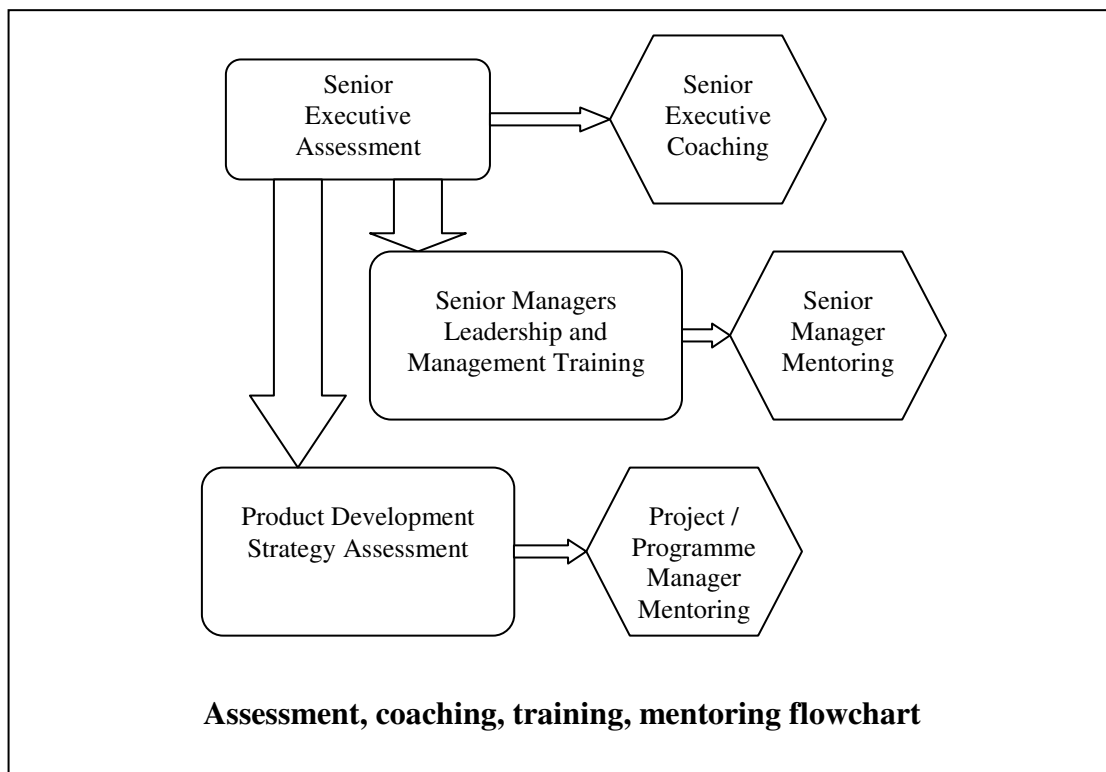 Senior
Executive
Assessment
Senior
Executive
Coaching
Senior Managers
Leadership and
Management Training
Senior
Manager
Mentoring
Product Development
Strategy Assessment
Project /
Programme
Manager
Mentoring
Assessment, coaching, training, mentoring flowchart